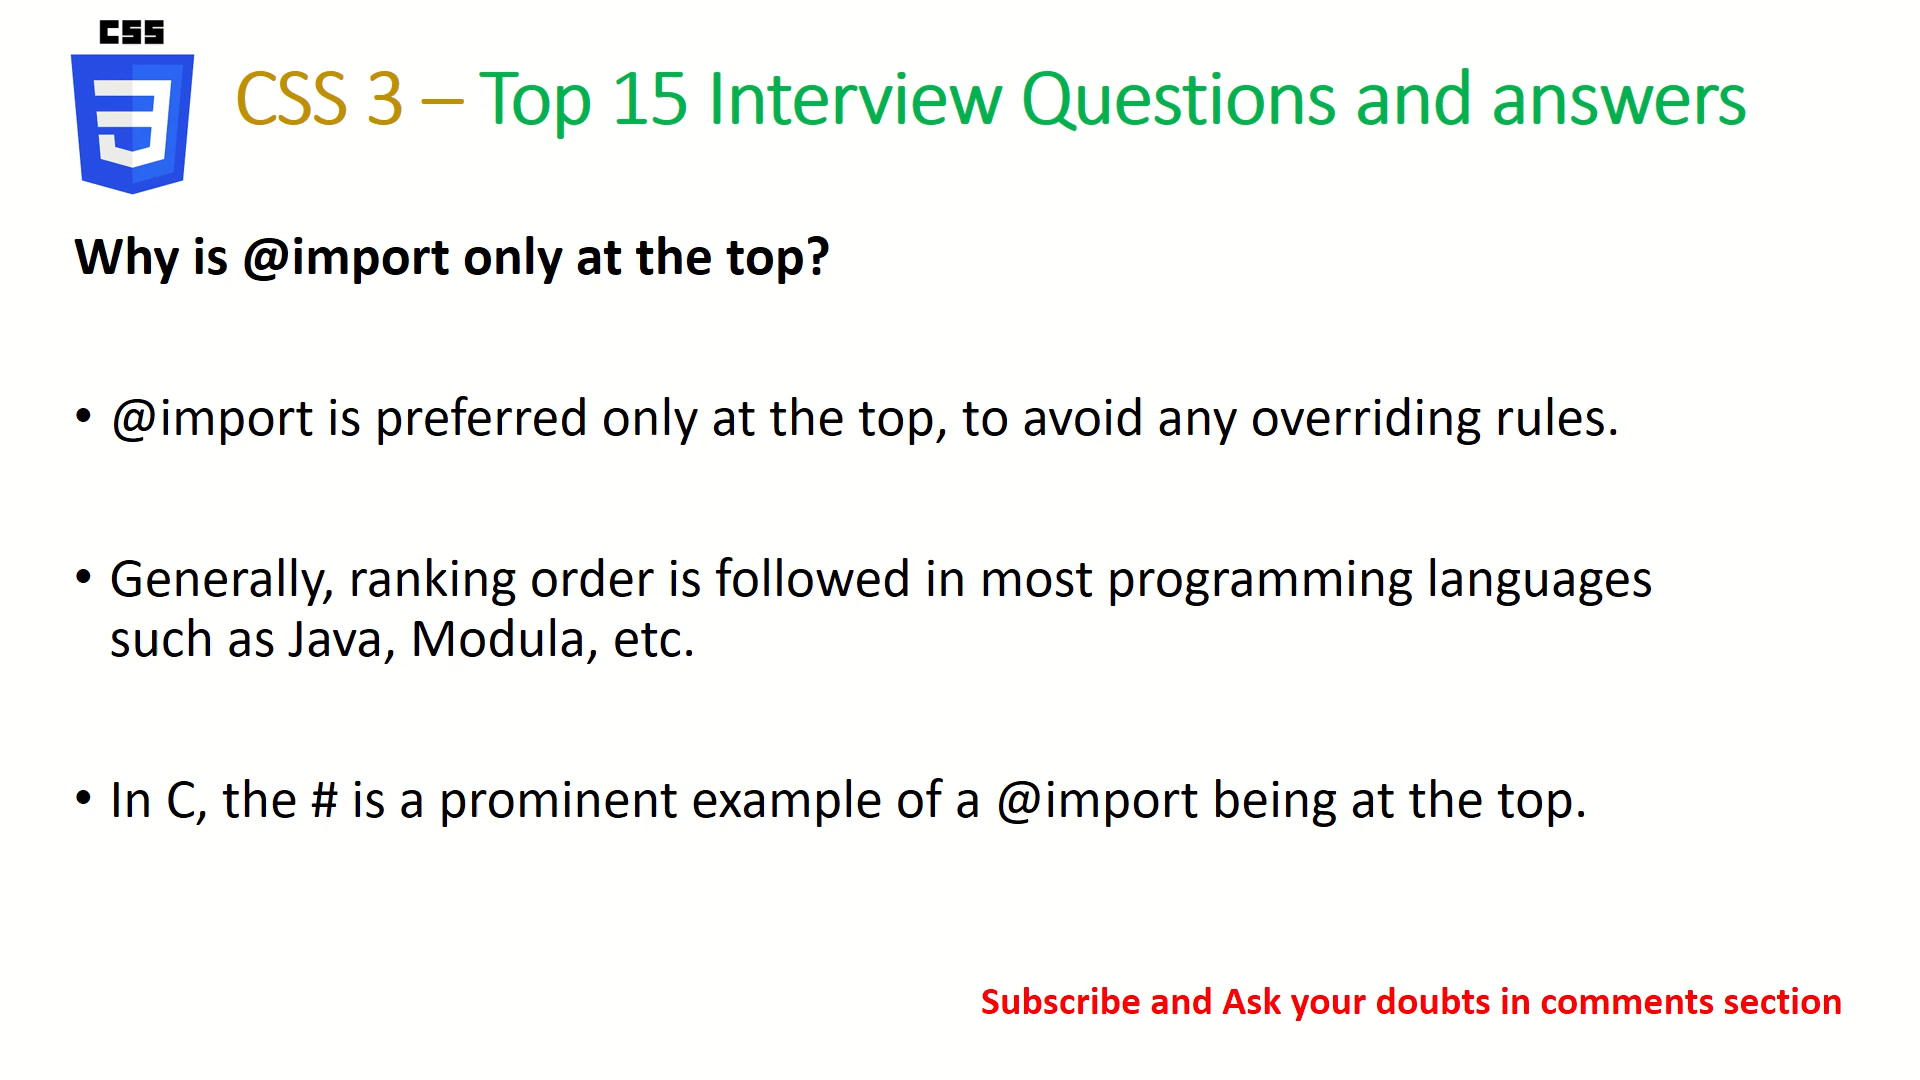 CSS
CSS 3 – Top 15 Interview Questions and answers
Why is @import only at the top?
• @import is preferred only at the top, to avoid any overriding rules.
• Generally, ranking order is followed in most programming languages
such as Java, Modula, etc.
• In C, the # is a prominent example of a @import being at the top.
Subscribe and Ask your doubts in comments section